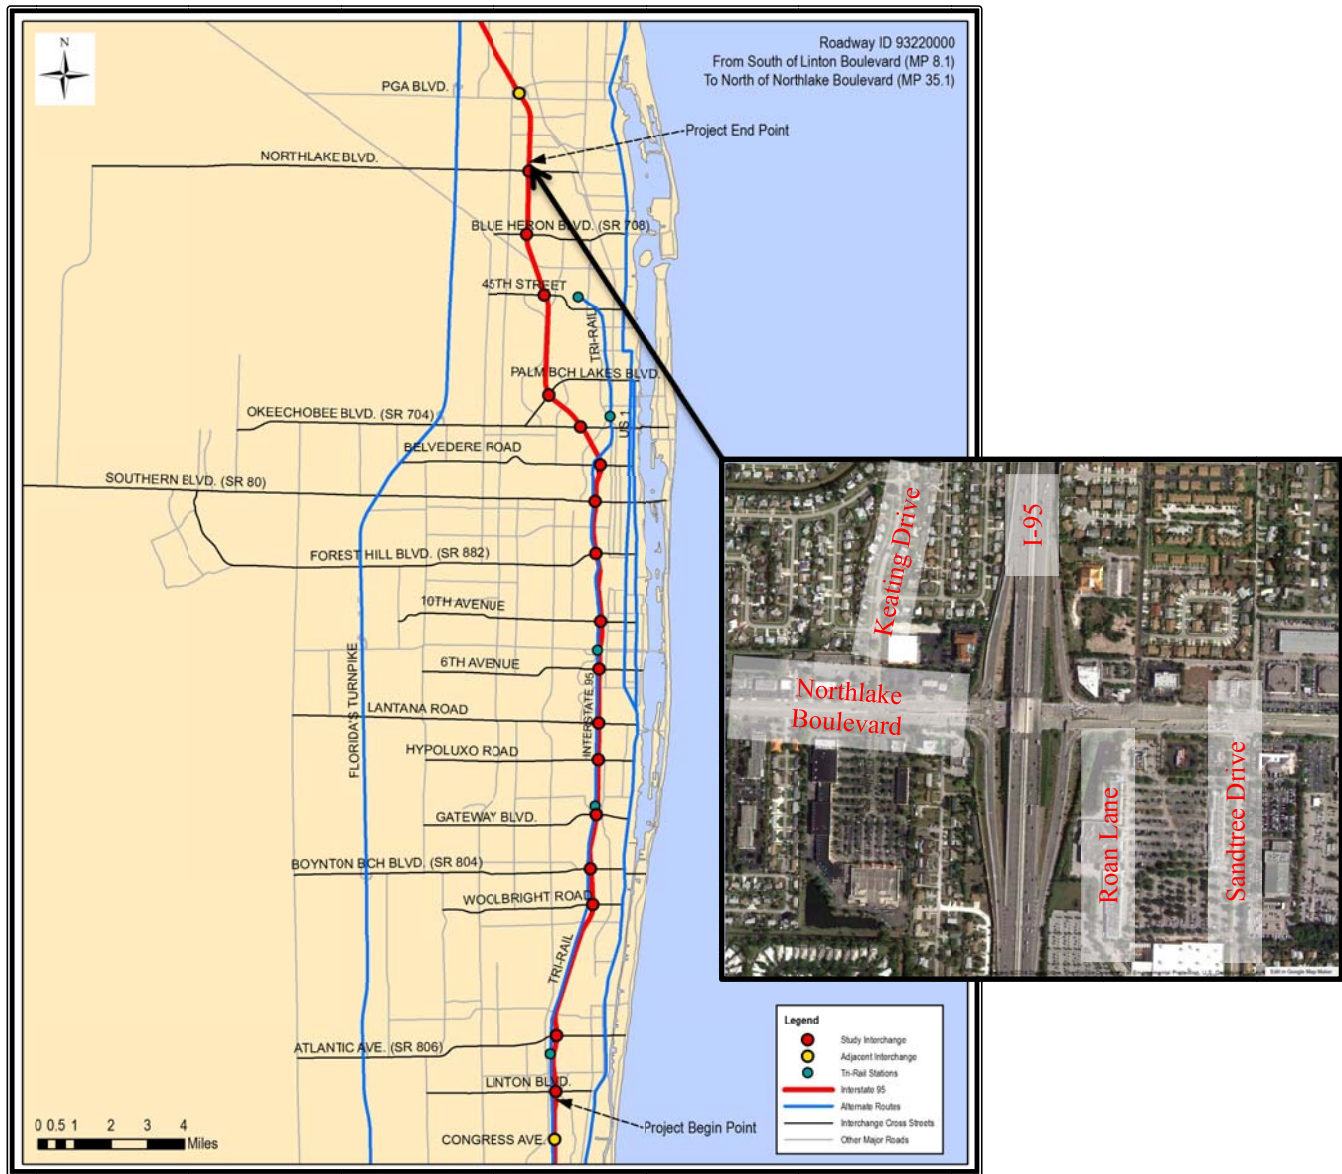 N
Roadway ID 93220000
From South of Linton Boulevard (MP 8.1)
To North of Northlake Boulevard (MP 35.1)
PGA BLVD.
Project End Point
NORTHLAKE BLVD.
BLUE HERON BLVD. (SR 708)
45TH STREET
TRI-RAIL
PALM BCH LAKES BLVD.
OKEECHOBEE BLVD. (SR 704)
US 1
BELVEDERE ROAD
SOUTHERN BLVD. (SR 80)
FOREST HILL BLVD. (SR 882)
10TH AVENUE
6TH AVENUE
FLORIDA'S TURNPIKE
INTERSTATE 95
LANTANA ROAD
HYPOLUXO ROAD
GATEWAY BLVD.
BOYNTON BCH BLVD. (SR 804)
WOOLBRIGHT ROAD
TRI-RAIL
ATLANTIC AVE. (SR 806)
LINTON BLVD.
Project Begin Point
CONGRESS AVE.
0 0.5 1 2 3 4
Miles
Keating Drive
I-95
Northlake
Boulevard
Roan Lane
Sandtree Drive
Edit in Google Map Maker
Legend
Study Interchange
Adjacent Interchange
Tri-Rail Stations
Interstate 95
Alternate Routes
Interchange Cross Streets
Other Major Roads